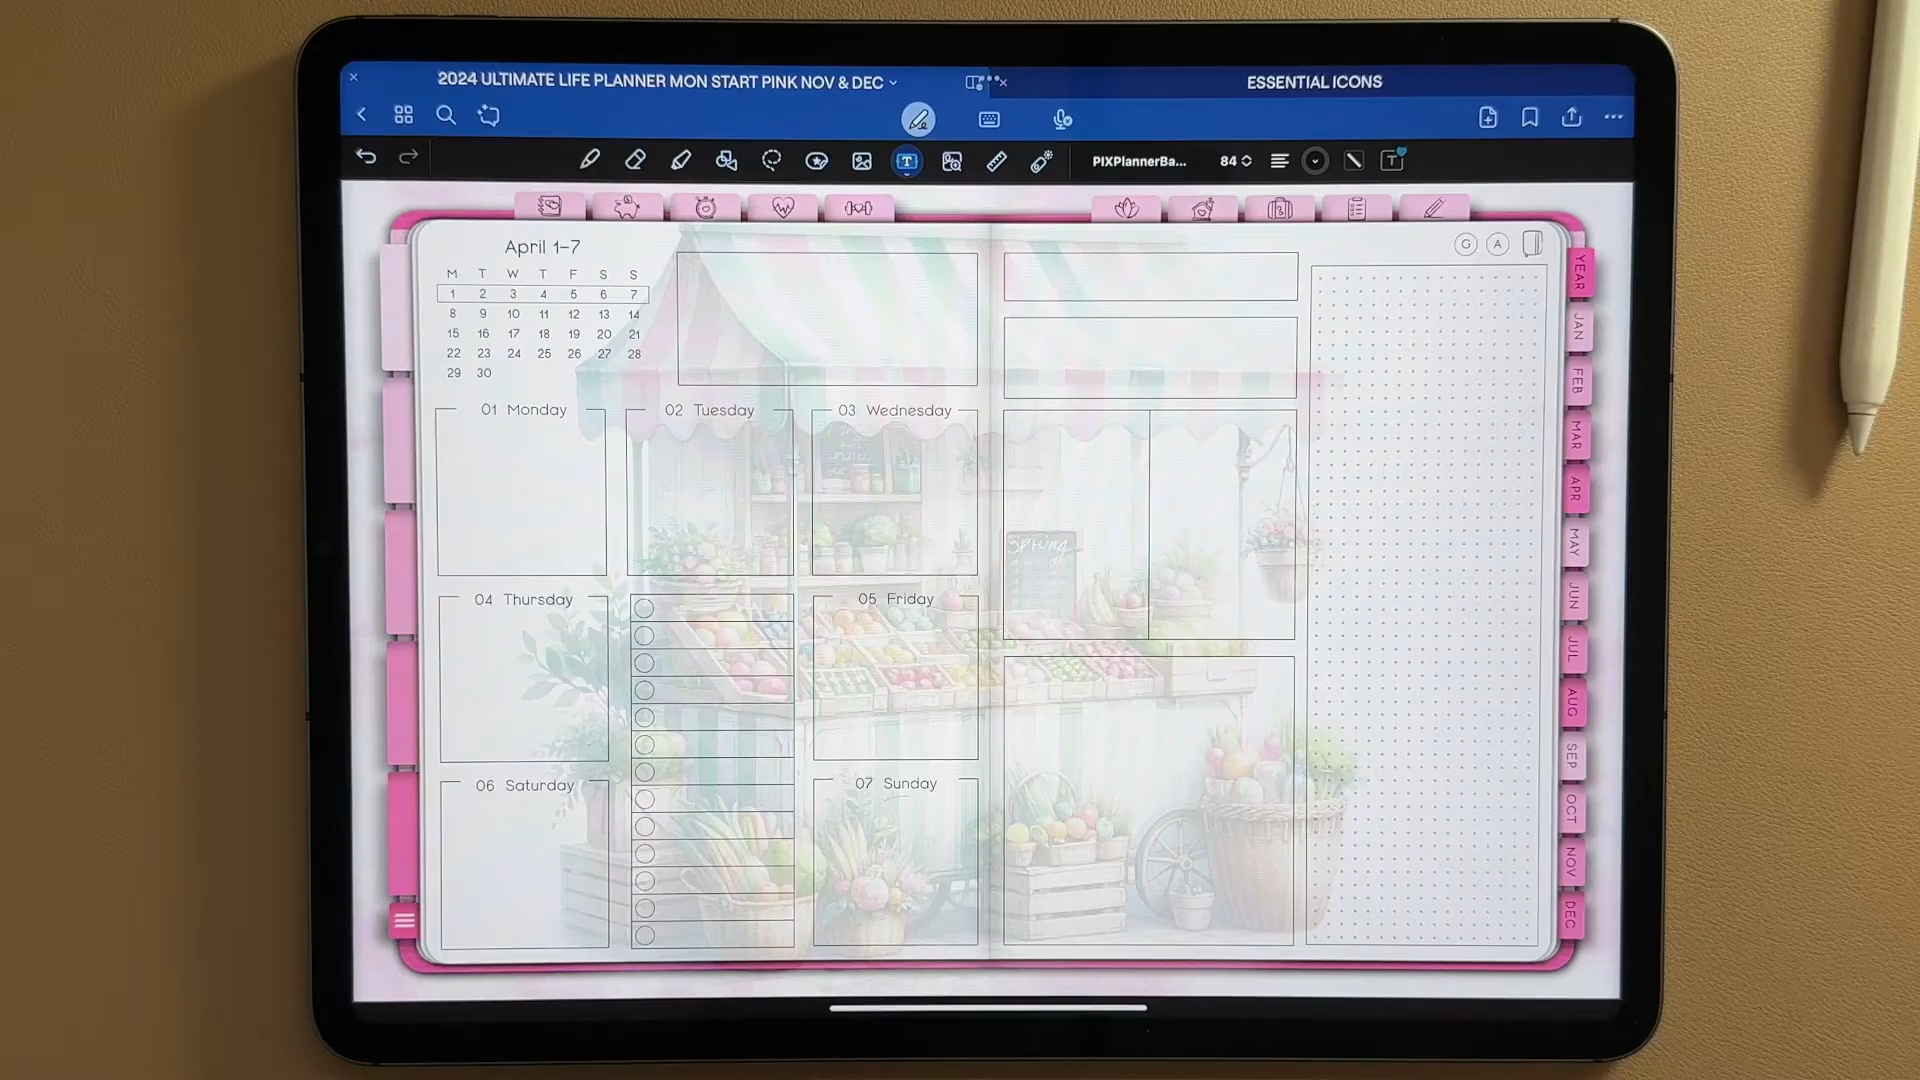 2024 ULTIMATE LIFE PLANNER MON START PINK NOV & DEC
ESSENTIAL ICONS
PIXPlannerBa...
84
April 1-7
M T W T F S S
1 2 3 4 5 6 7
8 9 10 11 12 13 14
15 16 17 18 19 20 21
22 23 24 25 26 27 28
29 30
01 Monday
02 Tuesday
03 Wednesday
04 Thursday
05 Friday
06 Saturday
07 Sunday
SPRING
G A
YEAR
JAN
FEB
MAR
APR
MAY
JUN
JUL
AUG
SEP
OCT
NOV
DEC